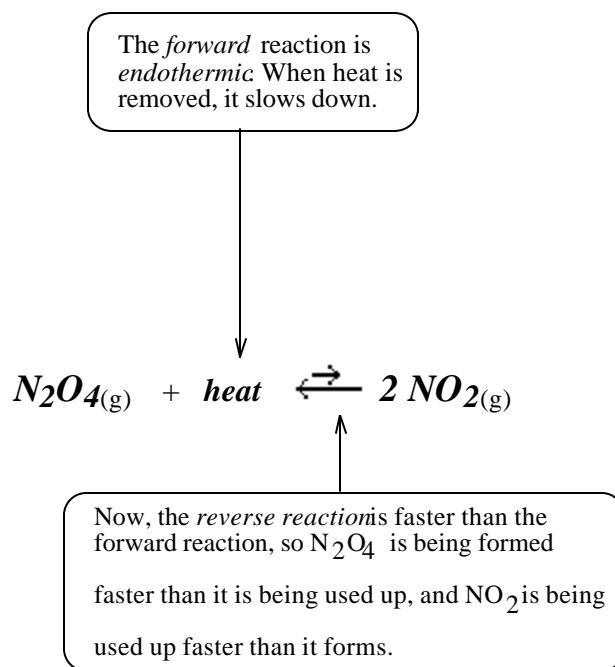 The forward reaction is
endothermic. When heat is
removed, it slows down.
N2O4(g) + heat ⇄ 2 NO2(g)
Now, the reverse reaction is faster than the
forward reaction, so N2O4 is being formed
faster than it is being used up, and NO2 is being
used up faster than it forms.